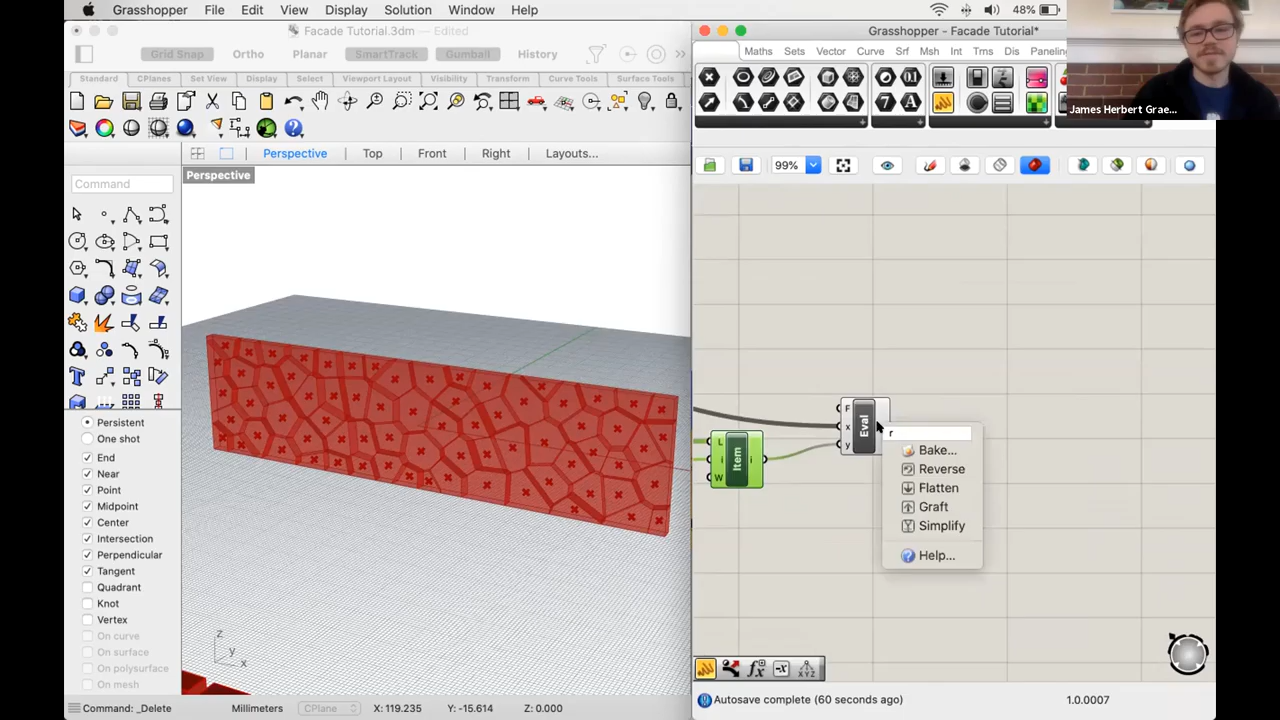 Grasshopper File Edit View Display Solution Window Help 48%
Facade Tutorial.3dm — Edited
Grid Snap Ortho Planar SmartTrack Gumball History
Standard CPlanes Set View Display Select Viewport Layout Visibility Transform Curve Tools Surface Tools
Perspective Top Front Right Layouts...
Perspective
Command
Persistent
One shot
End
Near
Point
Midpoint
Center
Intersection
Perpendicular
Tangent
Quadrant
Knot
Vertex
On curve
On surface
On polysurface
On mesh
z
y
x
Command: _Delete Millimeters CPlane X: 119.235 Y: -15.614 Z: 0.000
Grasshopper - Facade Tutorial*
Maths Sets Vector Curve Srf Msh Int Tms Dis Paneling
James Herbert Grae...
99%
F
x
y
Eval
L
i
W
Item
i
r
Bake...
Reverse
Flatten
Graft
Simplify
Help...
Autosave complete (60 seconds ago) 1.0.0007